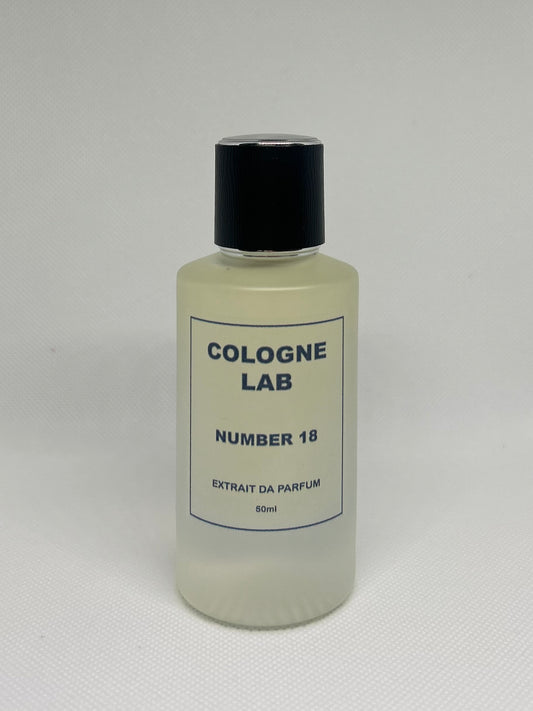 COLOGNE
LAB
NUMBER 18
EXTRAIT DA PARFUM
50ml